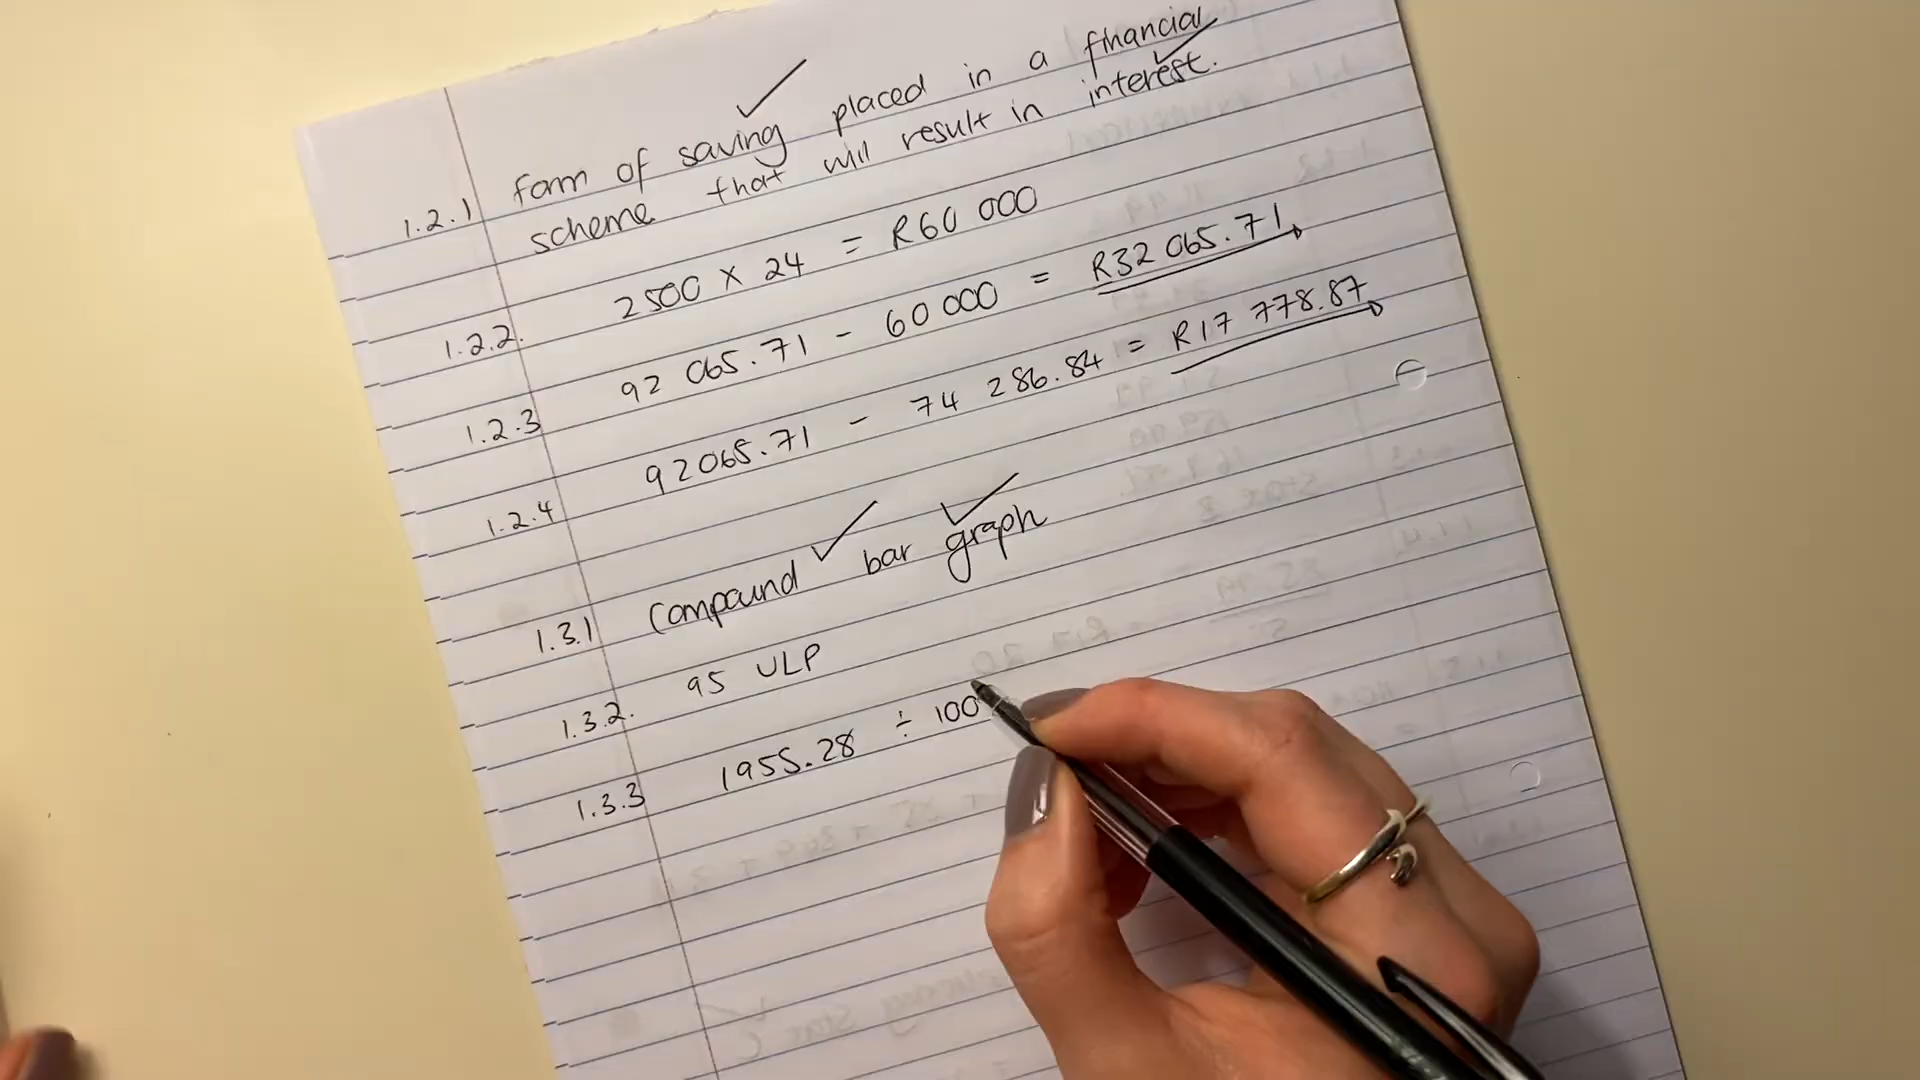 1.2.1 form of saving placed in a financial
scheme that will result in interest.
1.2.2. 2500 x 24 = R60 000
1.2.3 92 065.71 - 60 000 = R32 065.71
1.2.4 92065.71 - 74 286.84 = R17 778.87
1.3.1 Compound bar graph
1.3.2. 95 ULP
1.3.3 1955.28 ÷ 100